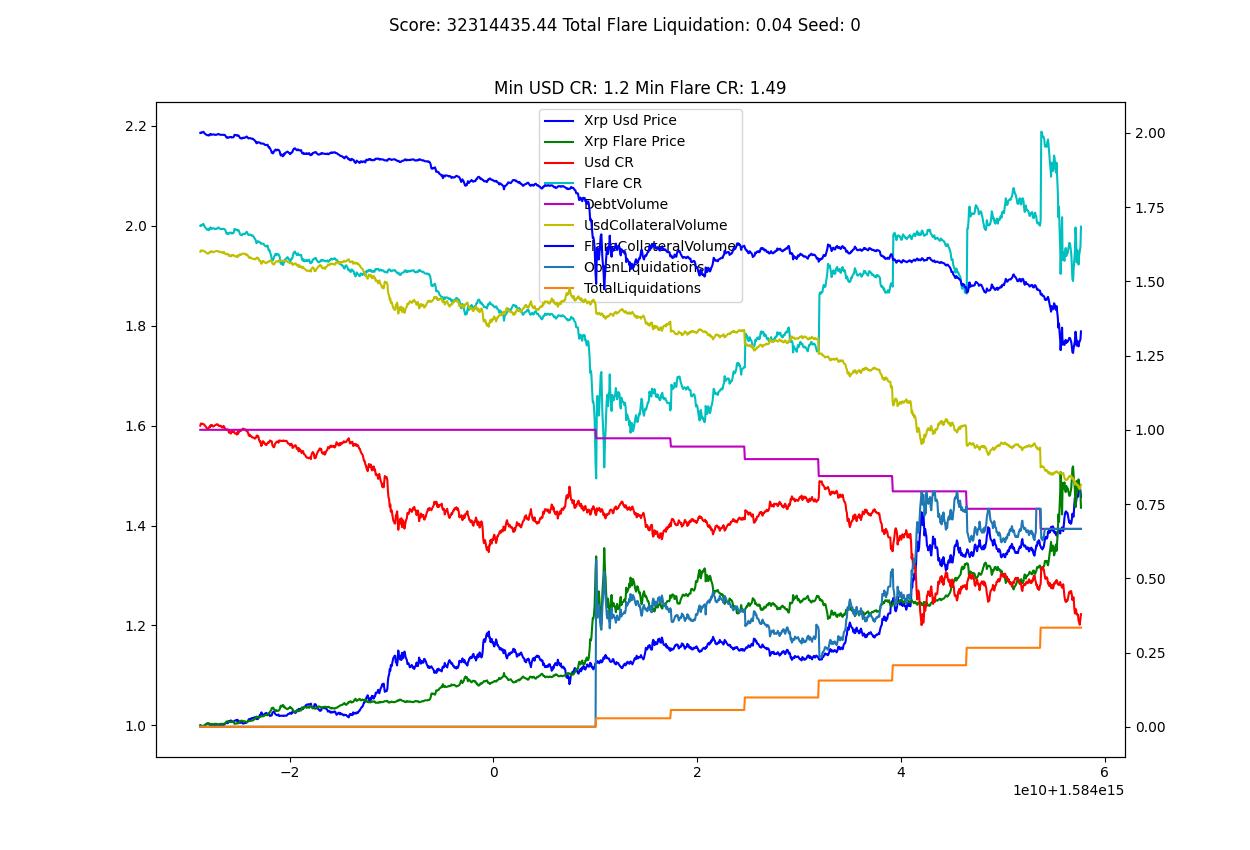 Score: 32314435.44 Total Flare Liquidation: 0.04 Seed: 0
Min USD CR: 1.2 Min Flare CR: 1.49
Xrp Usd Price
Xrp Flare Price
Usd CR
Flare CR
DebtVolume
UsdCollateralVolume
FlareCollateralVolume
OpenLiquidations
TotalLiquidations
2.2
2.0
1.8
1.6
1.4
1.2
1.0
2.00
1.75
1.50
1.25
1.00
0.75
0.50
0.25
0.00
−2 0 2 4 6
1e10+1.584e15